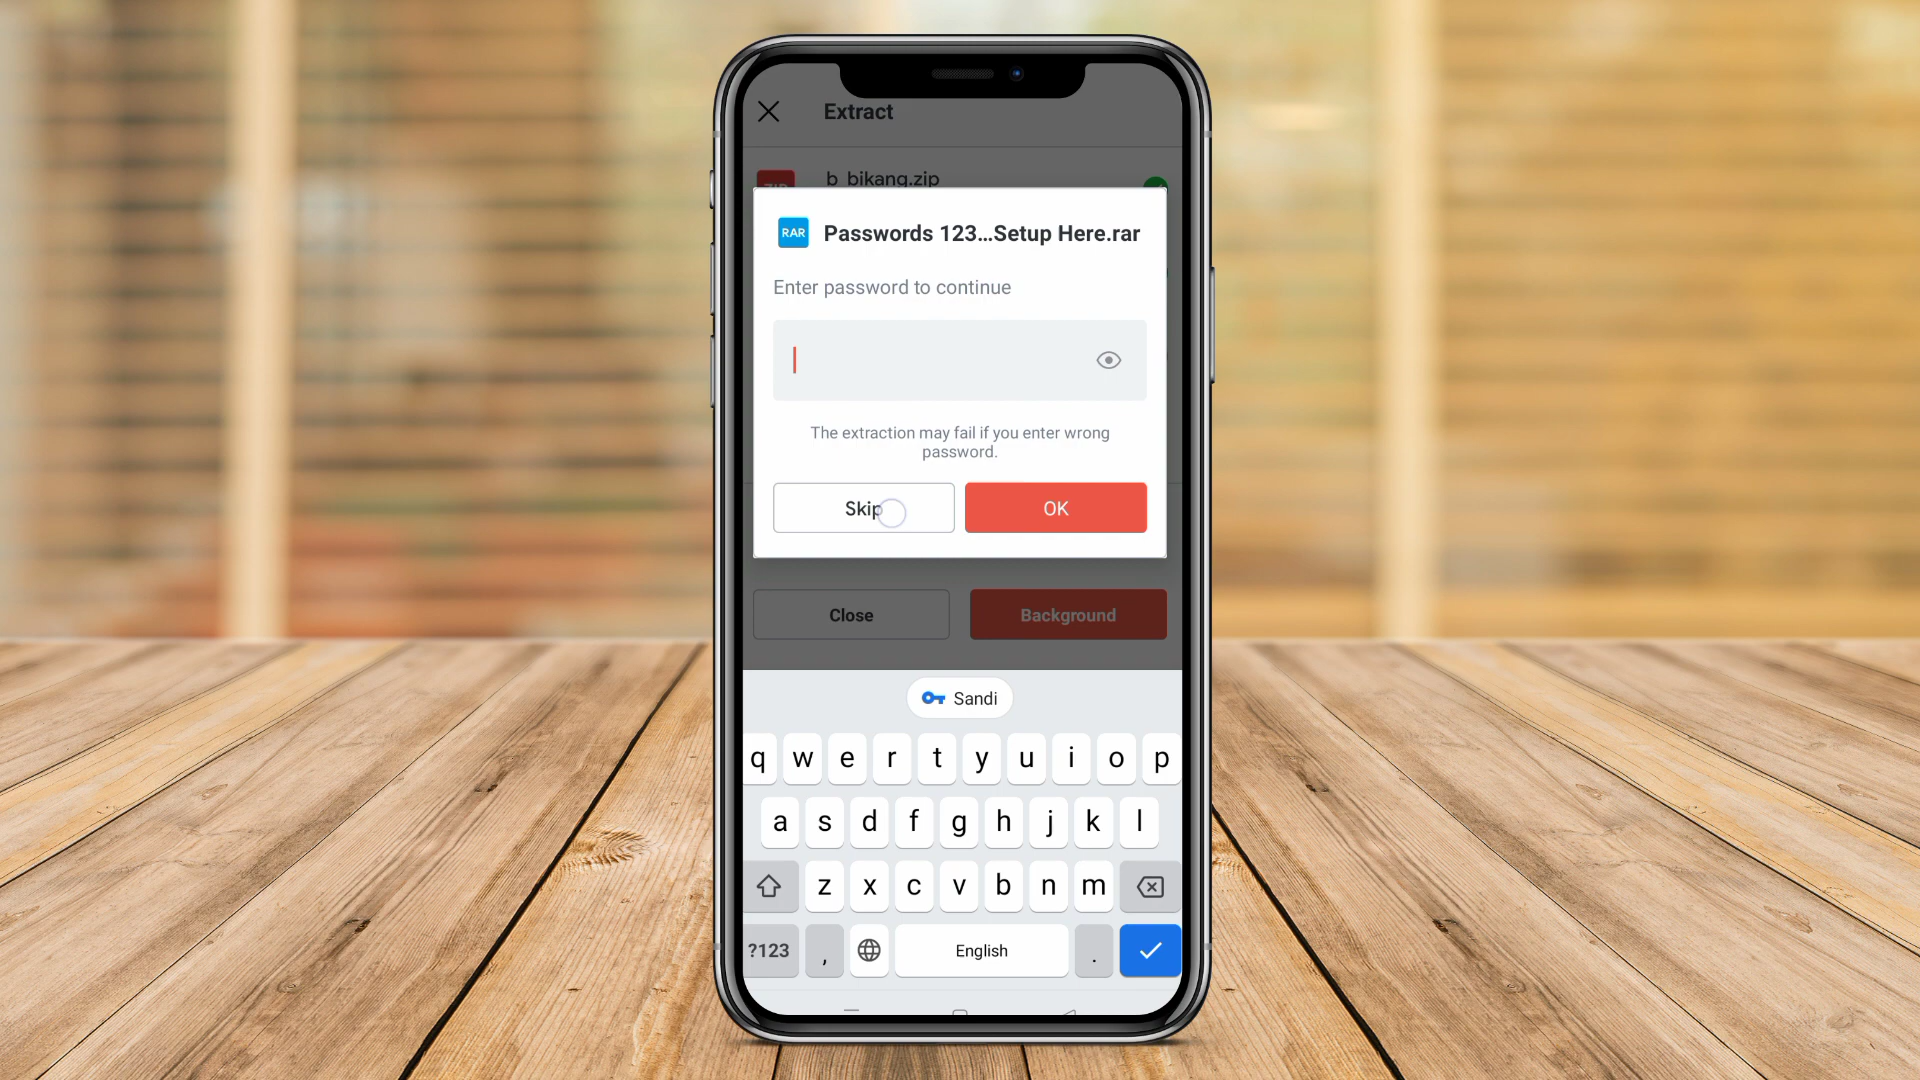 Extract
b_bikang.zip
ZIP
RAR
Passwords 123...Setup Here.rar
Enter password to continue
The extraction may fail if you enter wrong
password.
Skip
OK
Close
Background
Sandi
q w e r t y u i o p
a s d f g h j k l
z x c v b n m
?123 , English .